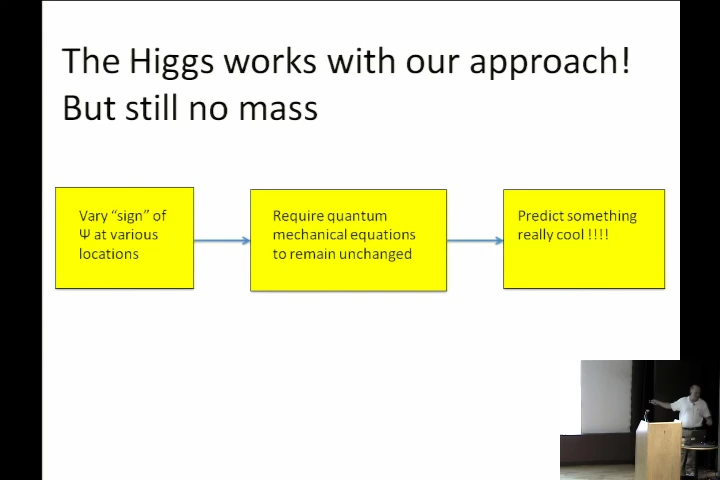 The Higgs works with our approach!
But still no mass
Vary “sign” of
Ψ at various
locations
Require quantum
mechanical equations
to remain unchanged
Predict something
really cool !!!!